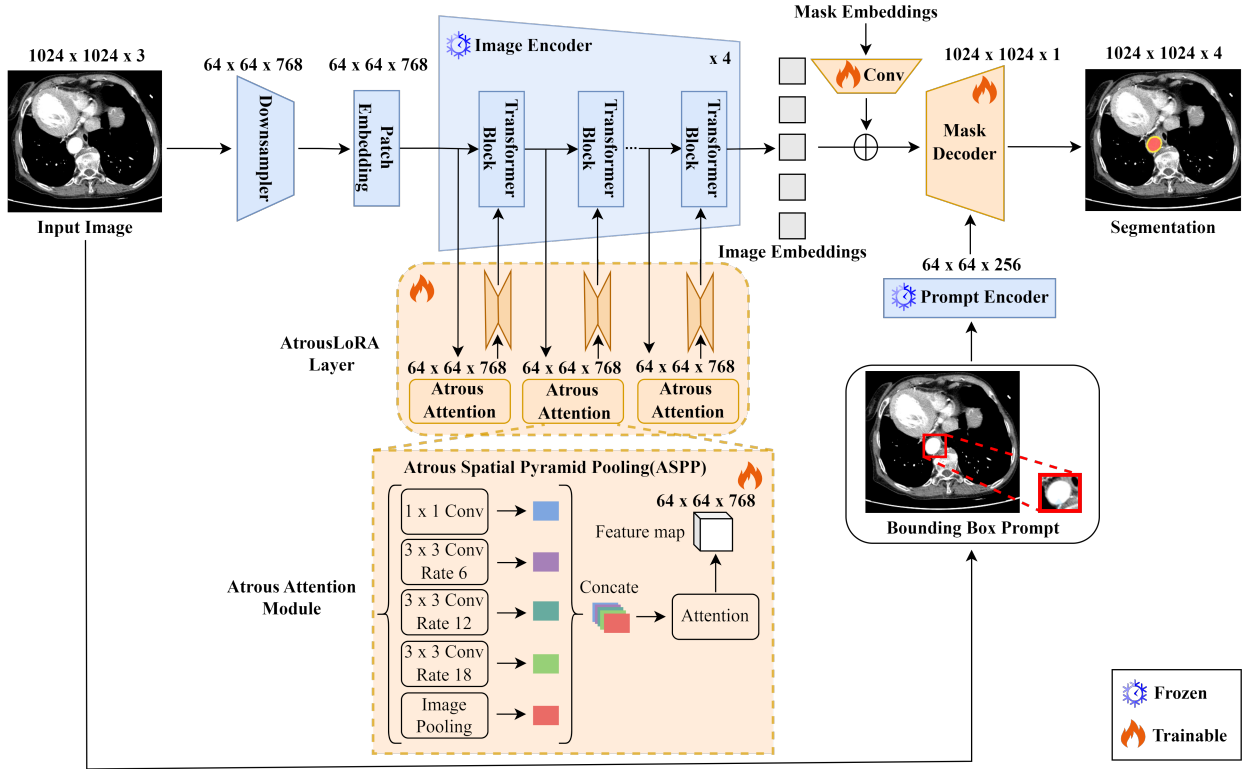 Mask Embeddings
1024 x 1024 x 3
64 x 64 x 768
64 x 64 x 768
Image Encoder
x 4
Conv
1024 x 1024 x 1
1024 x 1024 x 4
Downsampler
Patch
Embedding
Transformer
Block
Transformer
Block
...
Transformer
Block
Mask
Decoder
Input Image
Image Embeddings
Segmentation
64 x 64 x 256
Prompt Encoder
AtrousLoRA
Layer
64 x 64 x 768
64 x 64 x 768
64 x 64 x 768
Atrous
Attention
Atrous
Attention
Atrous
Attention
Bounding Box Prompt
Atrous Spatial Pyramid Pooling(ASPP)
Atrous Attention
Module
1 x 1 Conv
3 x 3 Conv
Rate 6
3 x 3 Conv
Rate 12
3 x 3 Conv
Rate 18
Image
Pooling
Concate
Attention
Feature map
64 x 64 x 768
Frozen
Trainable